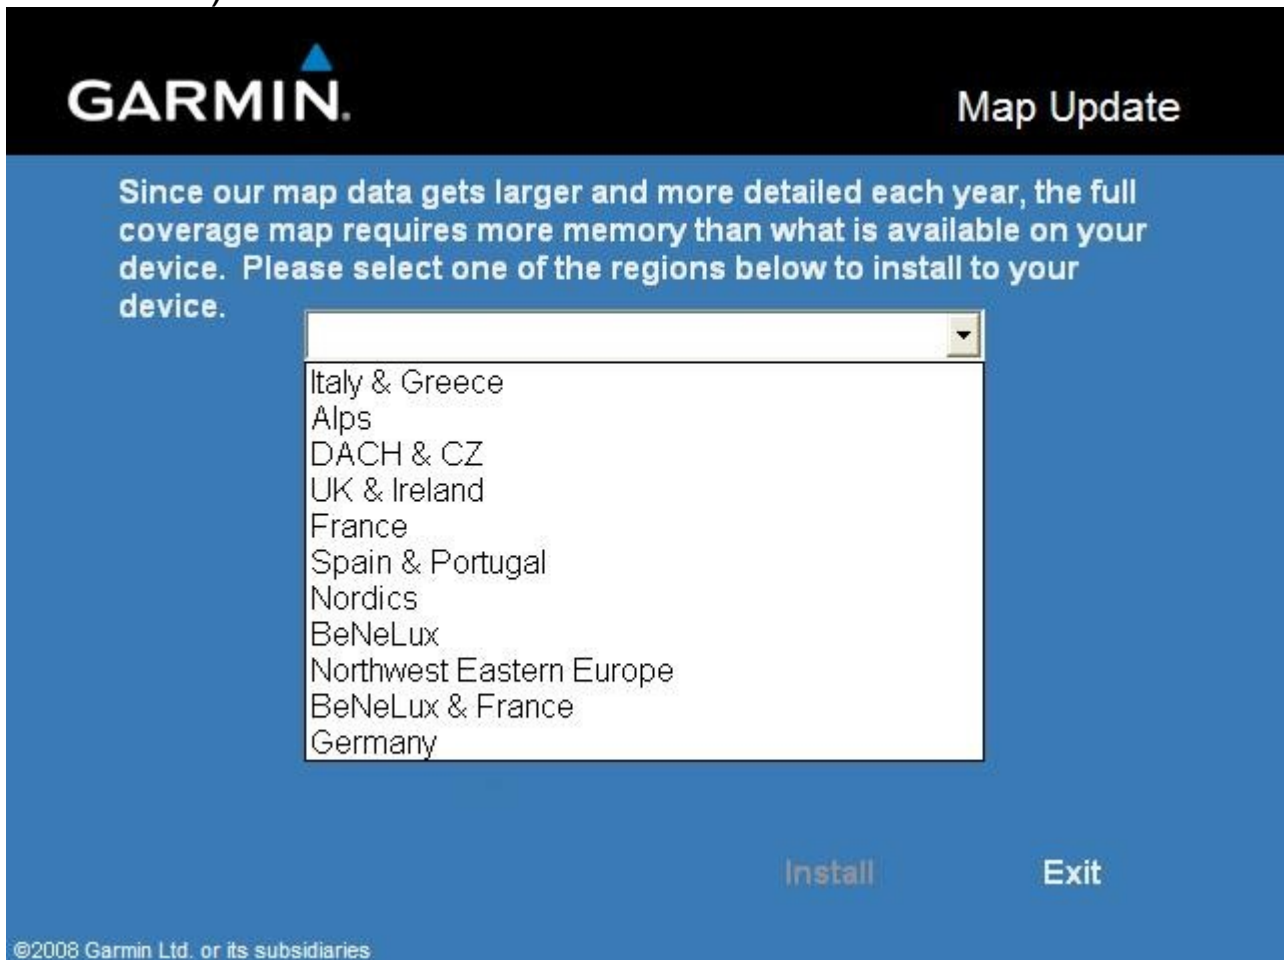 GARMIN.
Map Update
Since our map data gets larger and more detailed each year, the full
coverage map requires more memory than what is available on your
device. Please select one of the regions below to install to your
device.
Italy & Greece
Alps
DACH & CZ
UK & Ireland
France
Spain & Portugal
Nordics
BeNeLux
Northwest Eastern Europe
BeNeLux & France
Germany
Install
Exit
©2008 Garmin Ltd. or its subsidiaries